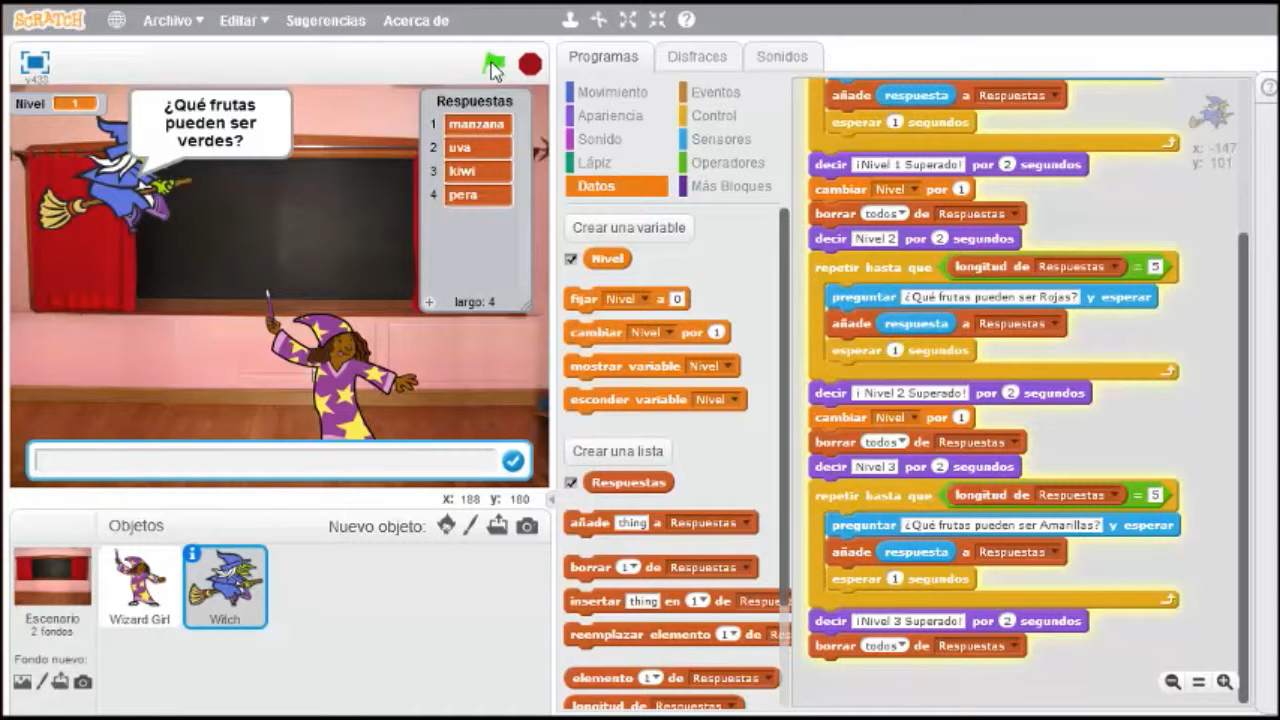 SCRATCH Archivo Editar Sugerencias Acerca de
v433
Nivel 1
¿Qué frutas
pueden ser
verdes?
Respuestas
1 manzana
2 uva
3 kiwi
4 pera
+ largo: 4
x: 188 y: 180
Objetos Nuevo objeto:
Escenario
2 fondos
Wizard Girl
Witch
Fondo nuevo:
Programas Disfraces Sonidos
Movimiento Eventos
Apariencia Control
Sonido Sensores
Lápiz Operadores
Datos Más Bloques
Crear una variable
Nivel
fijar Nivel a 0
cambiar Nivel por 1
mostrar variable Nivel
esconder variable Nivel
Crear una lista
Respuestas
añade thing a Respuestas
borrar 1 de Respuestas
insertar thing en 1 de
reemplazar elemento 1 de
elemento 1 de Respuestas
longitud de Respuestas
añade respuesta a Respuestas
esperar 1 segundos
decir ¡Nivel 1 Superado! por 2 segundos
cambiar Nivel por 1
borrar todos de Respuestas
decir Nivel 2 por 2 segundos
repetir hasta que longitud de Respuestas = 5
preguntar ¿Qué frutas pueden ser Rojas? y esperar
añade respuesta a Respuestas
esperar 1 segundos
decir ¡ Nivel 2 Superado! por 2 segundos
cambiar Nivel por 1
borrar todos de Respuestas
decir Nivel 3 por 2 segundos
repetir hasta que longitud de Respuestas = 5
preguntar ¿Qué frutas pueden ser Amarillas? y esperar
añade respuesta a Respuestas
esperar 1 segundos
decir ¡Nivel 3 Superado! por 2 segundos
borrar todos de Respuestas
x: -147
y: 101